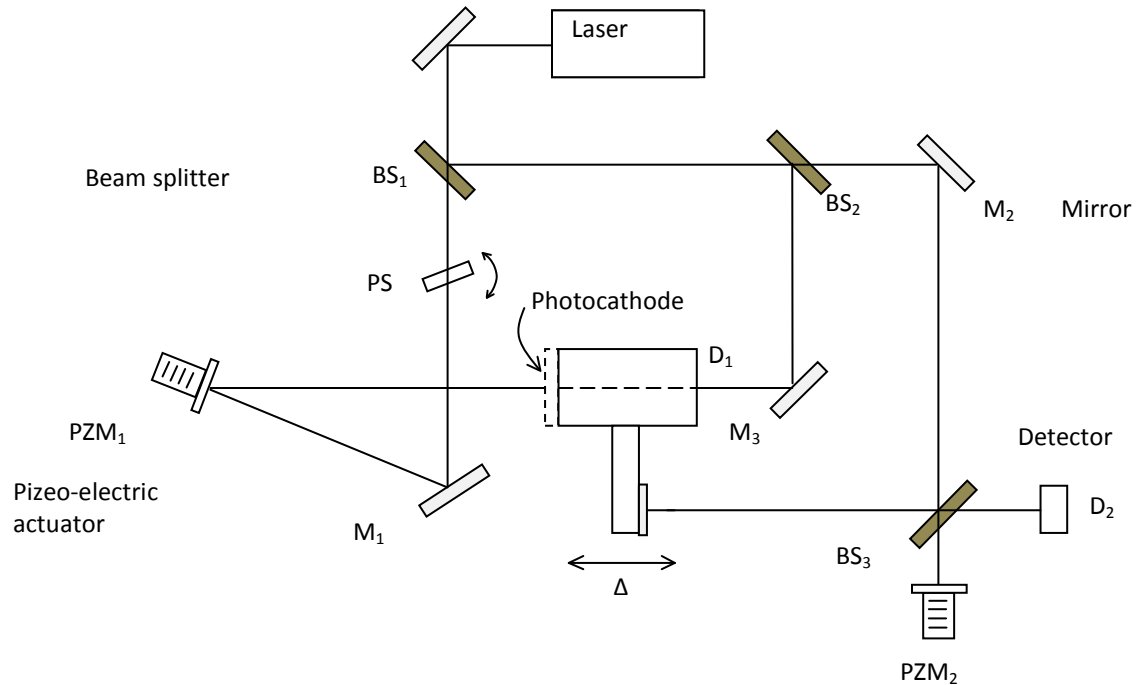 Laser
Beam splitter
BS₁
BS₂
M₂
Mirror
PS
Photocathode
D₁
PZM₁
M₃
Detector
Pizeo-electric
actuator
M₁
D₂
BS₃
Δ
PZM₂